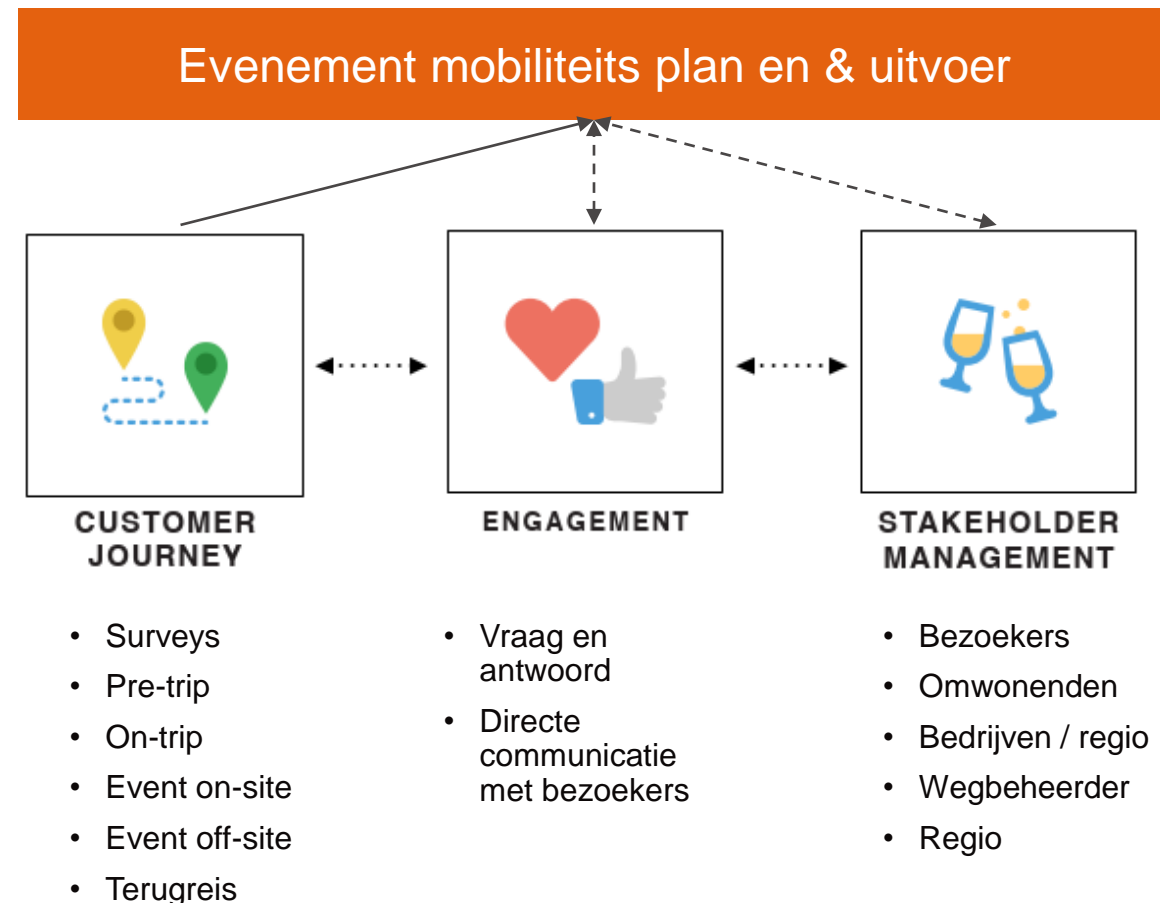 Evenement mobiliteits plan en & uitvoer
CUSTOMER
JOURNEY
• Surveys
• Pre-trip
• On-trip
• Event on-site
• Event off-site
• Terugreis
ENGAGEMENT
• Vraag en
antwoord
• Directe
communicatie
met bezoekers
STAKEHOLDER
MANAGEMENT
• Bezoekers
• Omwonenden
• Bedrijven / regio
• Wegbeheerder
• Regio